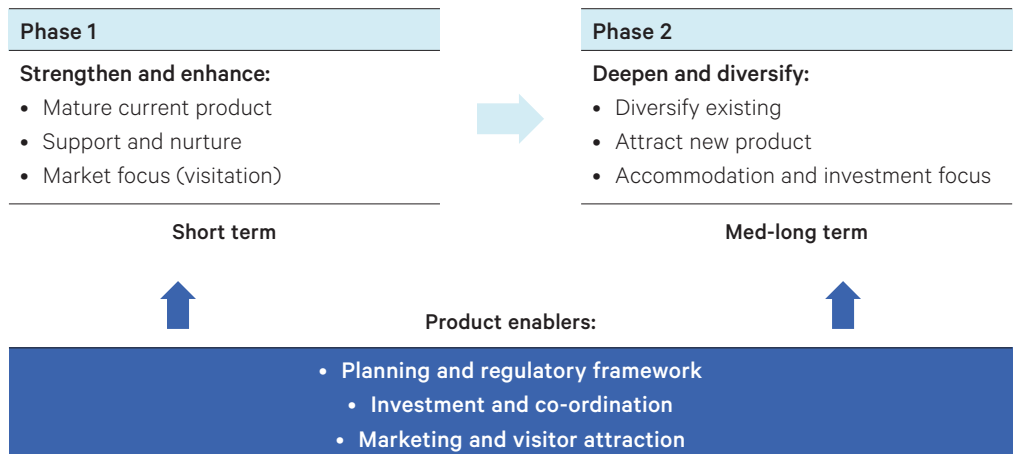 Phase 1
Strengthen and enhance:
• Mature current product
• Support and nurture
• Market focus (visitation)
Short term
Phase 2
Deepen and diversify:
• Diversify existing
• Attract new product
• Accommodation and investment focus
Med-long term
Product enablers:
• Planning and regulatory framework
• Investment and co-ordination
• Marketing and visitor attraction